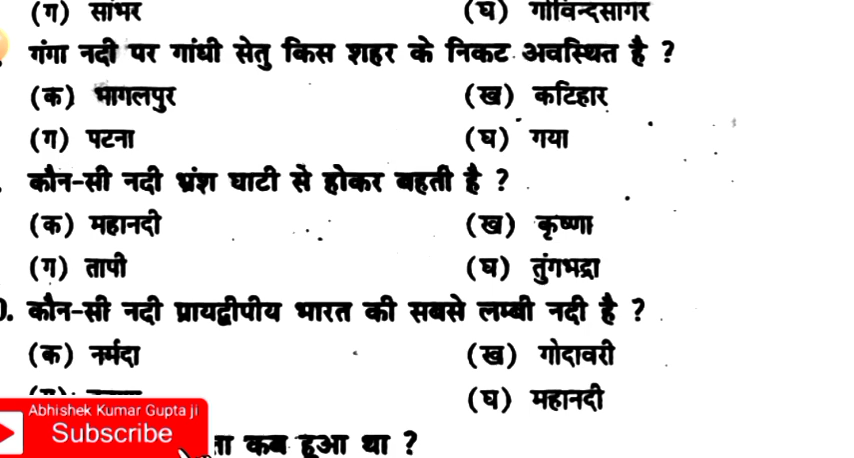 (ग) सांभर (घ) गोविन्दसागर
गंगा नदी पर गांधी सेतु किस शहर के निकट अवस्थित है ?
(क) भागलपुर (ख) कटिहार
(ग) पटना (घ) गया
कौन-सी नदी भ्रंश घाटी से होकर बहती है ?
(क) महानदी (ख) कृष्णा
(ग) तापी (घ) तुंगभद्रा
0. कौन-सी नदी प्रायद्वीपीय भारत की सबसे लम्बी नदी है ?
(क) नर्मदा (ख) गोदावरी
(घ) महानदी
Abhishek Kumar Gupta ji
Subscribe
कब हुआ था ?